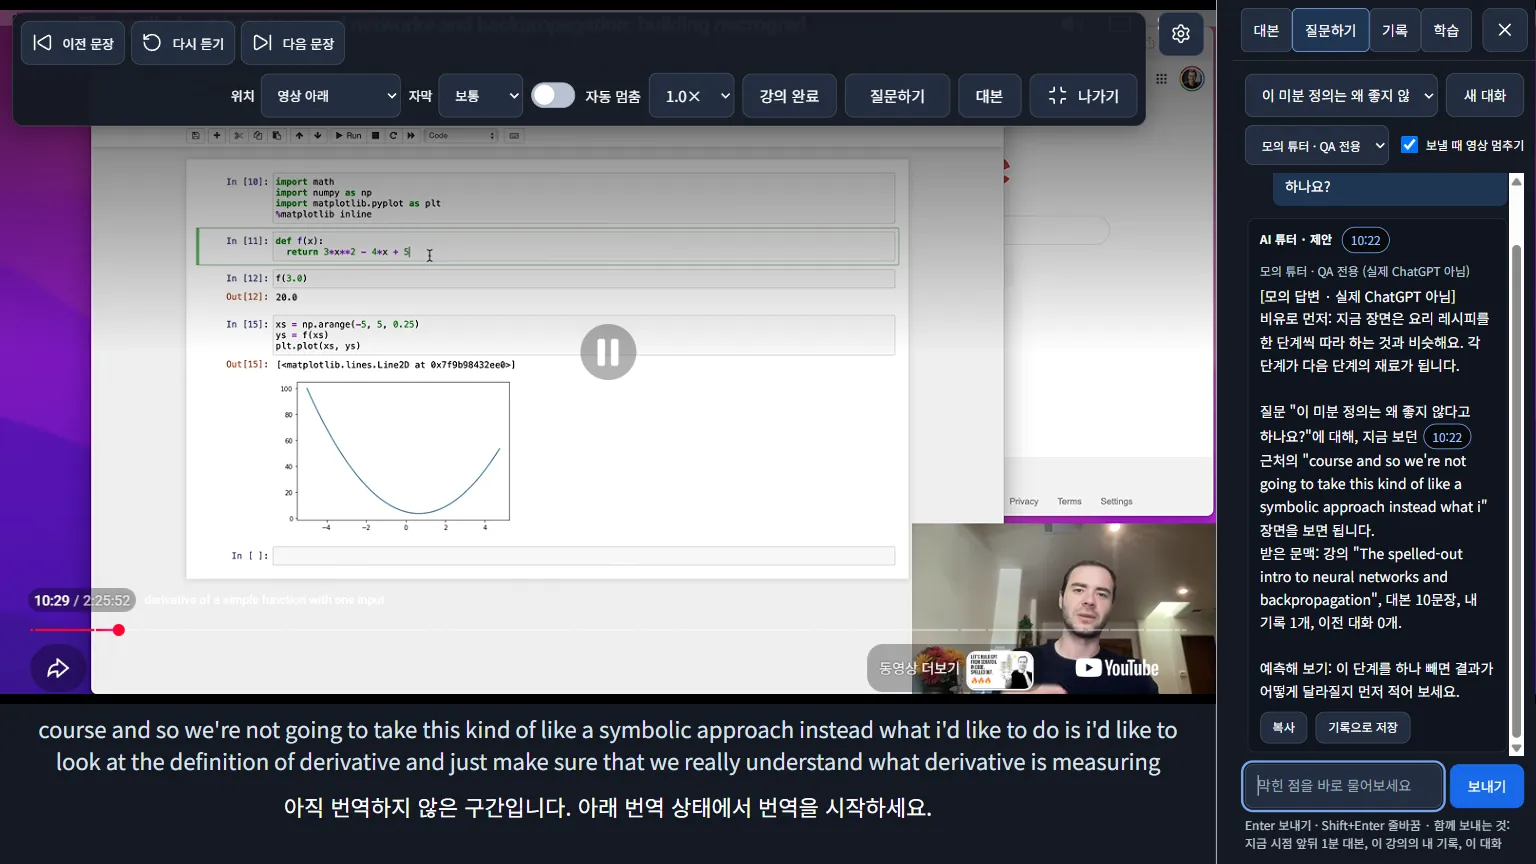 이전 문장
다시 듣기
다음 문장
위치
영상 아래
자막
보통
자동 멈춤
1.0×
강의 완료
질문하기
대본
나가기
Run
Code
In [10]: import math
import numpy as np
import matplotlib.pyplot as plt
%matplotlib inline
In [11]: def f(x):
return 3*x**2 - 4*x + 5
In [12]: f(3.0)
Out[12]: 20.0
In [15]: xs = np.arange(-5, 5, 0.25)
ys = f(xs)
plt.plot(xs, ys)
Out[15]: [<matplotlib.lines.Line2D at 0x7f9b98432ee0>]
100
80
60
40
20
0
−4 −2 0 2 4
In [ ]:
Privacy Terms Settings
10:29 / 2:25:52
derivative of a simple function with one input
동영상 더보기
YouTube
course and so we're not going to take this kind of like a symbolic approach instead what i'd like to do is i'd like to
look at the definition of derivative and just make sure that we really understand what derivative is measuring
아직 번역하지 않은 구간입니다. 아래 번역 상태에서 번역을 시작하세요.
대본
질문하기
기록
학습
이 미분 정의는 왜 좋지 않
새 대화
모의 튜터 · QA 전용
보낼 때 영상 멈추기
하나요?
AI 튜터 · 제안 10:22
모의 튜터 · QA 전용 (실제 ChatGPT 아님)
[모의 답변 · 실제 ChatGPT 아님]
비유로 먼저: 지금 장면은 요리 레시피를
한 단계씩 따라 하는 것과 비슷해요. 각
단계가 다음 단계의 재료가 됩니다.
질문 "이 미분 정의는 왜 좋지 않다고
하나요?"에 대해, 지금 보던 10:22
근처의 "course and so we're not
going to take this kind of like a
symbolic approach instead what i"
장면을 보면 됩니다.
받은 문맥: 강의 "The spelled-out
intro to neural networks and
backpropagation", 대본 10문장, 내
기록 1개, 이전 대화 0개.
예측해 보기: 이 단계를 하나 빼면 결과가
어떻게 달라질지 먼저 적어 보세요.
복사
기록으로 저장
막힌 점을 바로 물어보세요
보내기
Enter 보내기 · Shift+Enter 줄바꿈 · 함께 보내는 것:
지금 시점 앞뒤 1분 대본, 이 강의의 내 기록, 이 대화